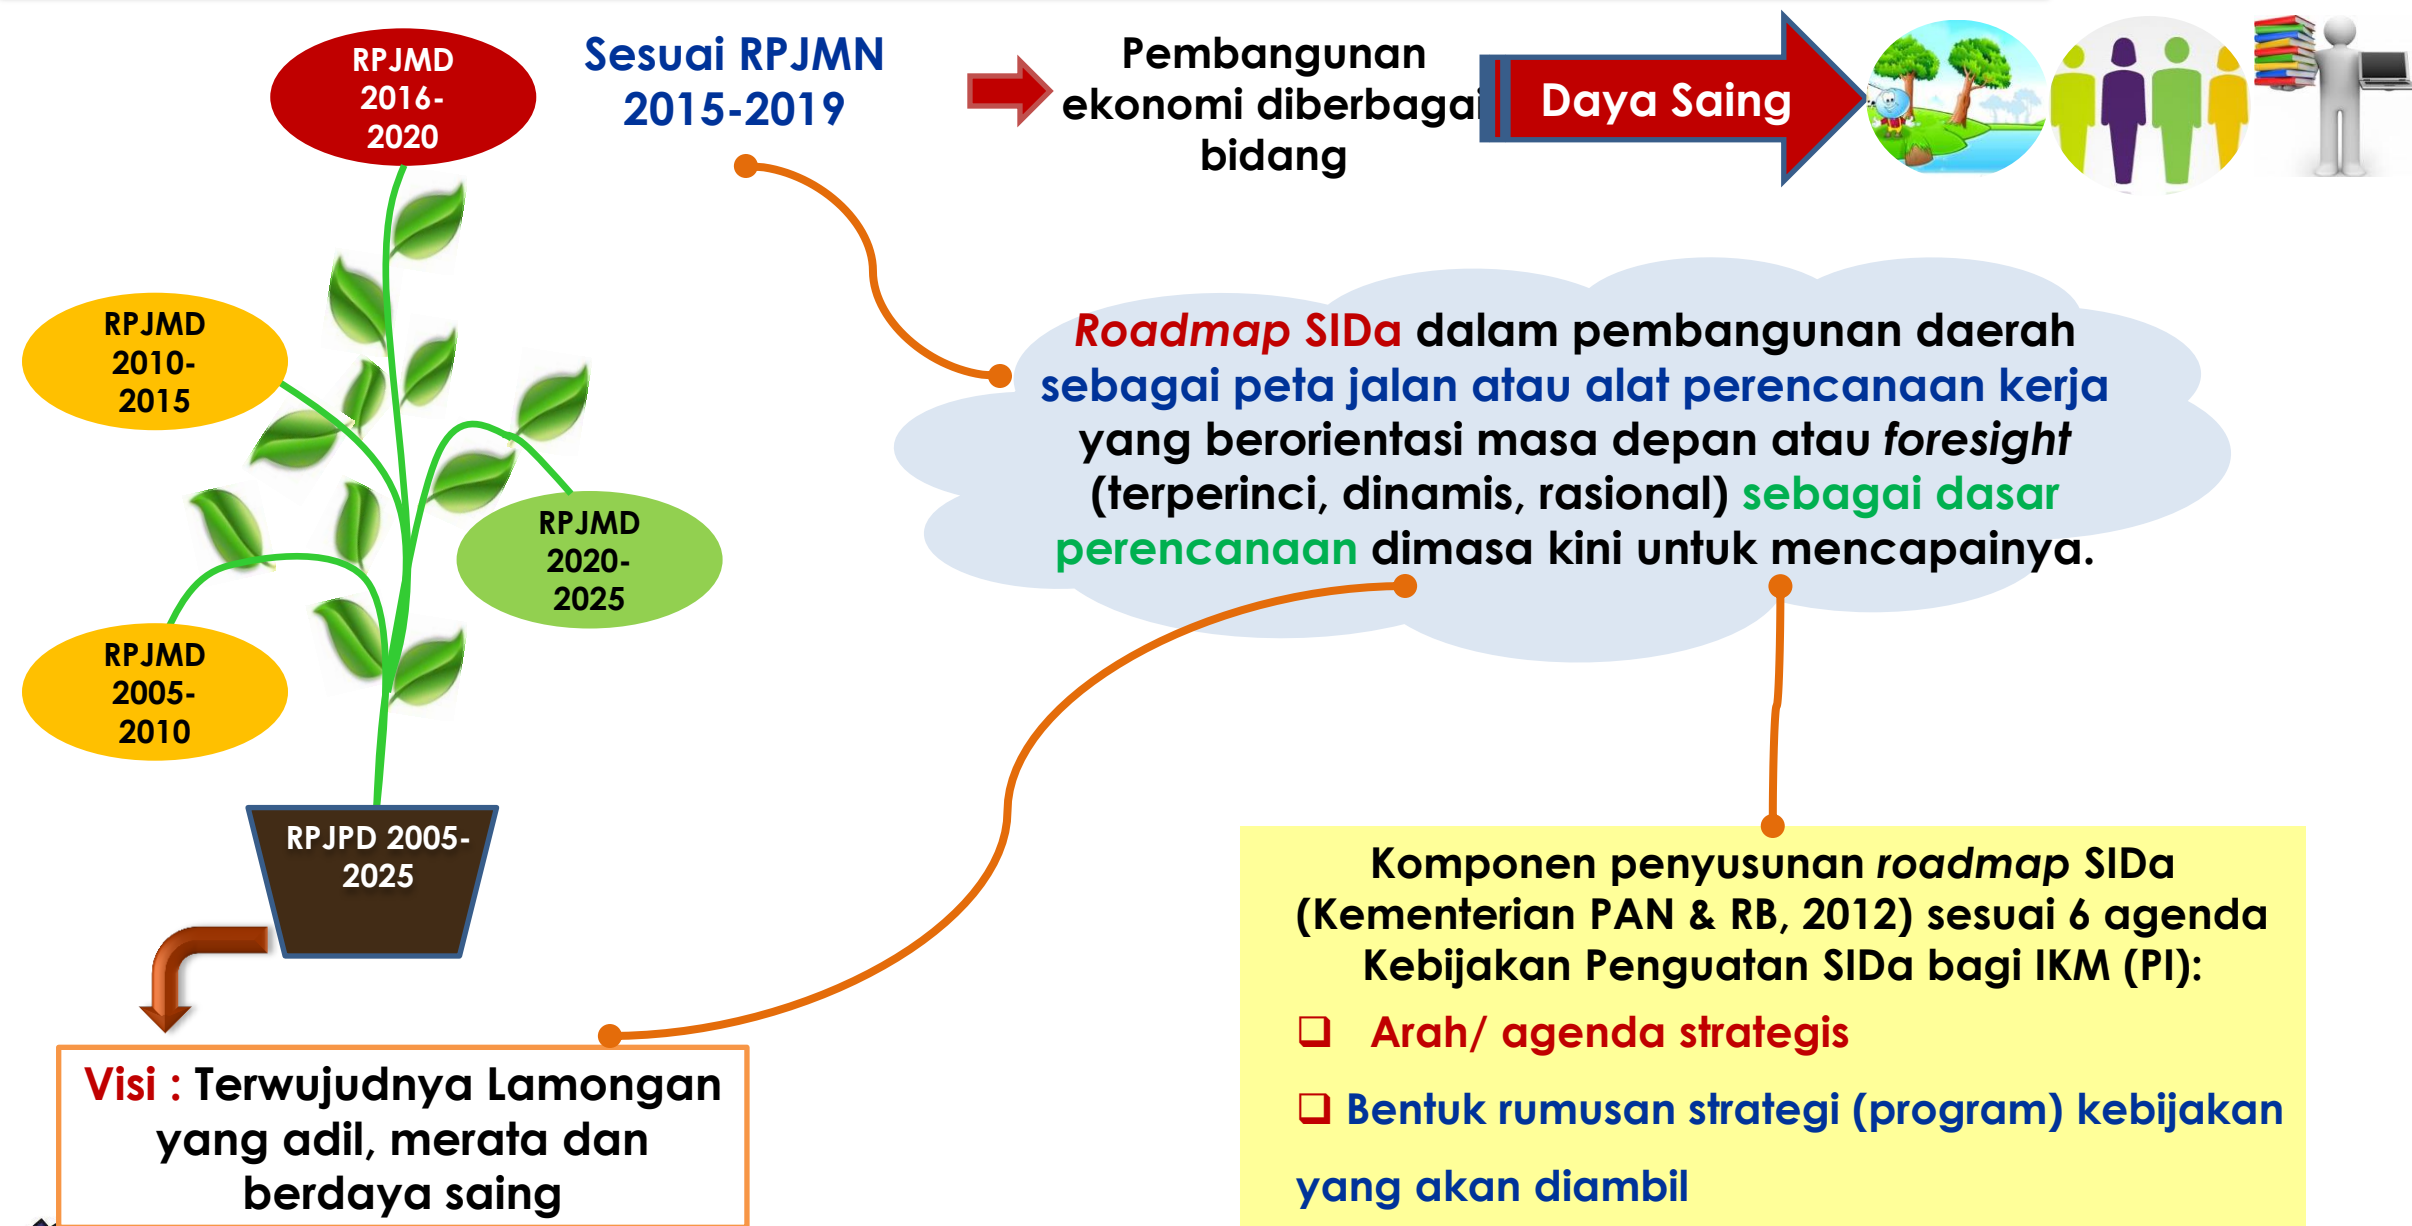 RPJMD
2016-
2020
Sesuai RPJMN
2015-2019
Pembangunan
ekonomi diberbagai
bidang
Daya Saing
RPJMD
2010-
2015
Roadmap SIDa dalam pembangunan daerah
sebagai peta jalan atau alat perencanaan kerja
yang berorientasi masa depan atau foresight
(terperinci, dinamis, rasional) sebagai dasar
perencanaan dimasa kini untuk mencapainya.
RPJMD
2020-
2025
RPJMD
2005-
2010
RPJPD 2005-
2025
Visi : Terwujudnya Lamongan
yang adil, merata dan
berdaya saing
Komponen penyusunan roadmap SIDa
(Kementerian PAN & RB, 2012) sesuai 6 agenda
Kebijakan Penguatan SIDa bagi IKM (PI):
❑ Arah/ agenda strategis
❑ Bentuk rumusan strategi (program) kebijakan
yang akan diambil